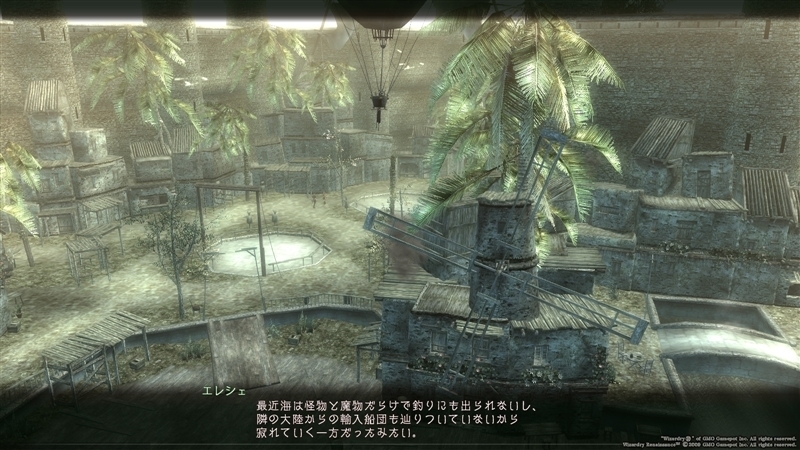 エレシェ
最近海は怪物と魔物だらけで釣りにも出られないし、
隣の大陸からの輸入船団も辿りついていないから
寂れていく一方だったみたい。
"Wizardry@" of GMO Gamepot Inc. All rights reserved.
Wizardry Renaissance™ ©2009 GMO Gamepot Inc. All rights reserved.